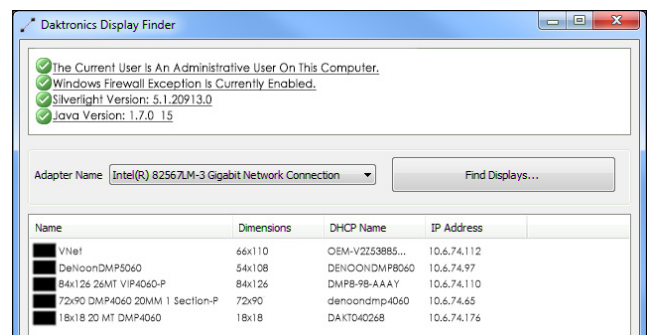 Daktronics Display Finder
The Current User Is An Administrative User On This Computer.
Windows Firewall Exception Is Currently Enabled.
Silverlight Version: 5.1.20913.0
Java Version: 1.7.0_15
Adapter Name Intel(R) 82567LM-3 Gigabit Network Connection Find Displays...
Name Dimensions DHCP Name IP Address
VNet 66x110 OEM-V2Z53885... 10.6.74.112
DeNoonDMP5060 54x108 DENOONDMP8060 10.6.74.97
84x126 26MT VIP4060-P 84x126 DMP8-98-AAAY 10.6.74.110
72x90 DMP4060 20MM 1 Section-P 72x90 denoondmp4060 10.6.74.65
18x18 20 MT DMP4060 18x18 DAKT040268 10.6.74.176